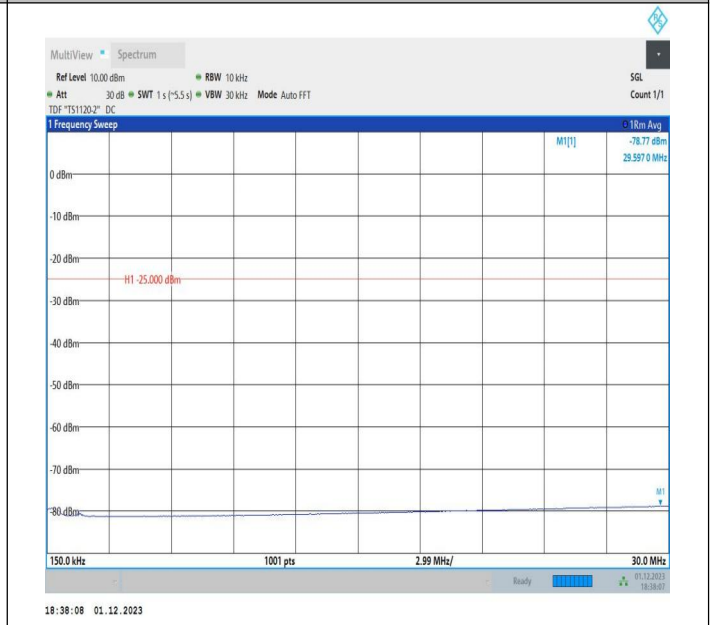 R S
MultiView Spectrum
Ref Level 10.00 dBm RBW 10 kHz SGL
Att 30 dB SWT 1 s (~5.5 s) VBW 30 kHz Mode Auto FFT Count 1/1
TDF "TS1120-2" DC
1 Frequency Sweep 1Rm Avg
M1[1] -78.77 dBm
29.597 0 MHz
0 dBm
-10 dBm
-20 dBm
H1 -25.000 dBm
-30 dBm
-40 dBm
-50 dBm
-60 dBm
-70 dBm
M1
-80 dBm
150.0 kHz 1001 pts 2.99 MHz/ 30.0 MHz
Ready 01.12.2023
18:38:07
18:38:08 01.12.2023